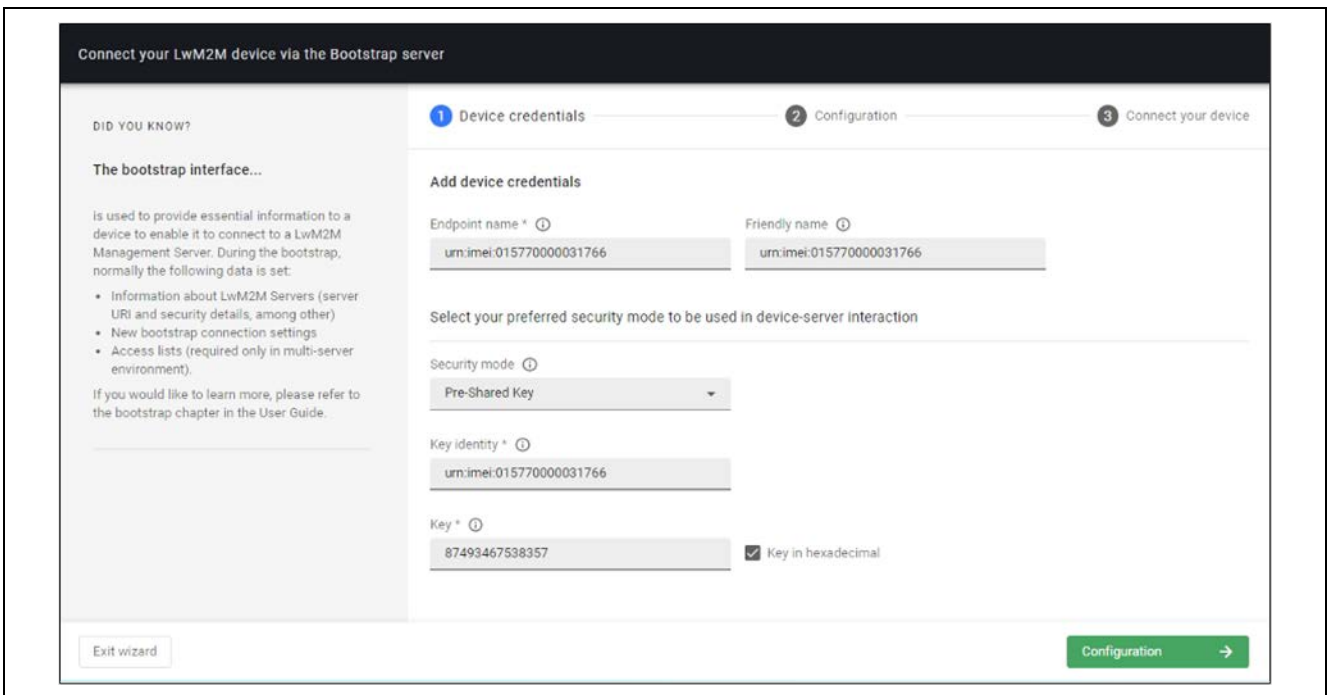 Connect your LwM2M device via the Bootstrap server
DID YOU KNOW?
The bootstrap interface...
is used to provide essential information to a
device to enable it to connect to a LwM2M
Management Server. During the bootstrap,
normally the following data is set:
• Information about LwM2M Servers (server
URI and security details, among other)
• New bootstrap connection settings
• Access lists (required only in multi-server
environment).
If you would like to learn more, please refer to
the bootstrap chapter in the User Guide.
1 Device credentials
2 Configuration
3 Connect your device
Add device credentials
Endpoint name *
Friendly name
urn:imei:015770000031766
urn:imei:015770000031766
Select your preferred security mode to be used in device-server interaction
Security mode
Pre-Shared Key
Key identity *
urn:imei:015770000031766
Key *
87493467538357
Key in hexadecimal
Exit wizard
Configuration